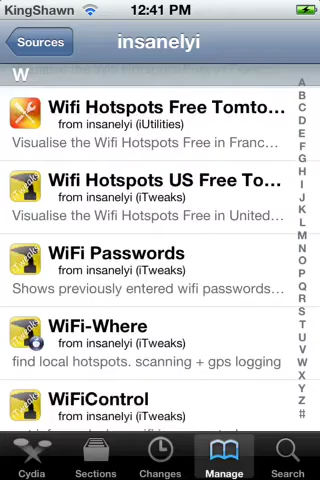 KingShawn 12:41 PM
Sources insanelyi
W
Wifi Hotspots Free Tomto...
from insanelyi (iUtilities)
Visualise the Wifi Hotspots Free in Franc...
Wifi Hotspots US Free To...
from insanelyi (iTweaks)
Visualise the Wifi Hotspots Free in United...
WiFi Passwords
from insanelyi (iTweaks)
Shows previously entered wifi passwords...
WiFi-Where
from insanelyi (iTweaks)
find local hotspots. scanning + gps logging
WiFiControl
from insanelyi (iTweaks)
A
B
C
D
E
F
G
H
I
J
K
L
M
N
O
P
Q
R
S
T
U
V
W
X
Y
Z
#
Cydia Sections Changes Manage Search